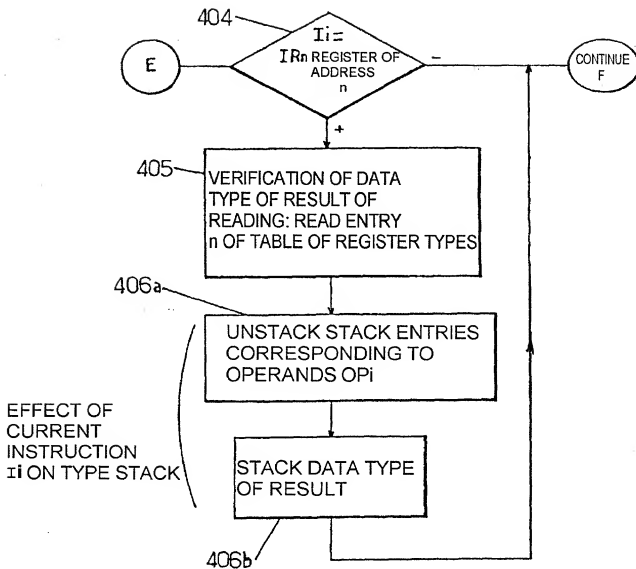 404
Ii=
IRn REGISTER OF
ADDRESS
n
E
-
CONTINUE
F
+
405
VERIFICATION OF DATA
TYPE OF RESULT OF
READING: READ ENTRY
n OF TABLE OF REGISTER TYPES
406a
UNSTACK STACK ENTRIES
CORRESPONDING TO
OPERANDS OPi
EFFECT OF
CURRENT
INSTRUCTION
Ii ON TYPE STACK
STACK DATA TYPE
OF RESULT
406b